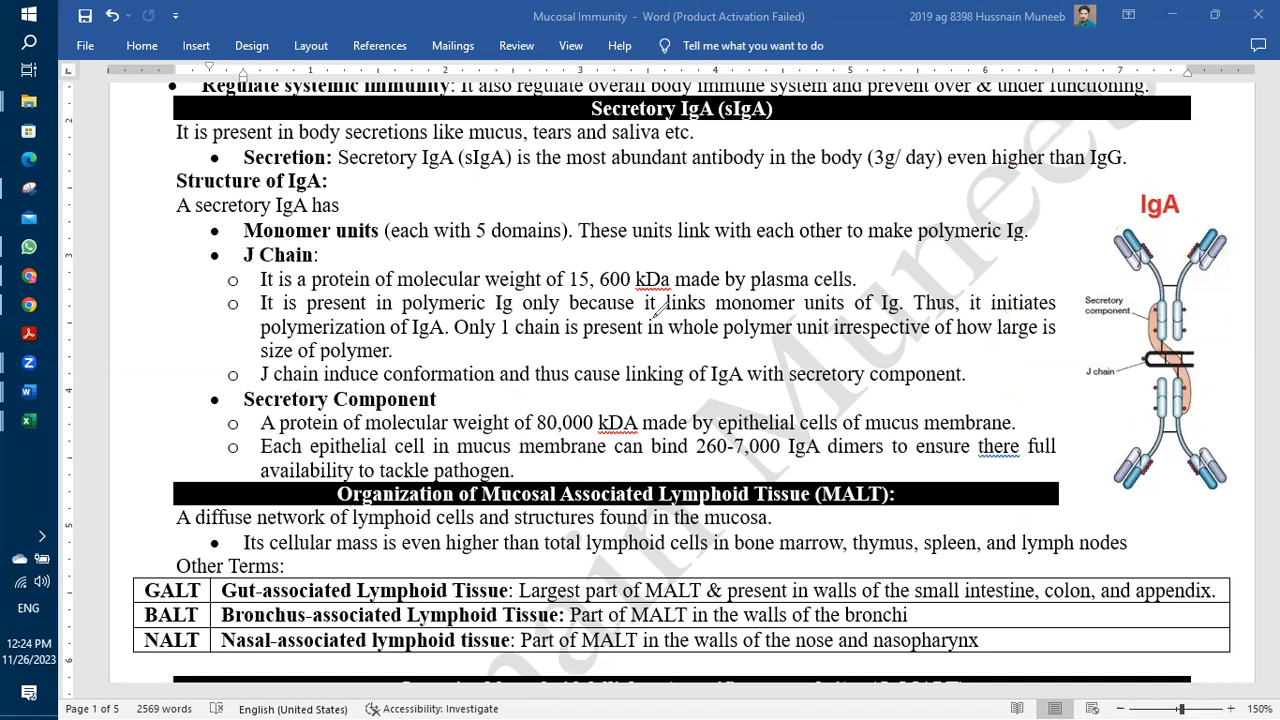 Mucosal Immunity - Word (Product Activation Failed)
2019 ag 8398 Hussnain Muneeb
File Home Insert Design Layout References Mailings Review View Help Tell me what you want to do
1 2 3 4 5 6 7
Regulate systemic immunity: It also regulate overall body immune system and prevent over & under functioning.
Secretory IgA (sIgA)
It is present in body secretions like mucus, tears and saliva etc.
• Secretion: Secretory IgA (sIgA) is the most abundant antibody in the body (3g/ day) even higher than IgG.
Structure of IgA:
A secretory IgA has
• Monomer units (each with 5 domains). These units link with each other to make polymeric Ig.
• J Chain:
o It is a protein of molecular weight of 15, 600 kDa made by plasma cells.
o It is present in polymeric Ig only because it links monomer units of Ig. Thus, it initiates
polymerization of IgA. Only 1 chain is present in whole polymer unit irrespective of how large is
size of polymer.
o J chain induce conformation and thus cause linking of IgA with secretory component.
• Secretory Component
o A protein of molecular weight of 80,000 kDA made by epithelial cells of mucus membrane.
o Each epithelial cell in mucus membrane can bind 260-7,000 IgA dimers to ensure there full
availability to tackle pathogen.
IgA
Secretory
component
J chain
Organization of Mucosal Associated Lymphoid Tissue (MALT):
A diffuse network of lymphoid cells and structures found in the mucosa.
• Its cellular mass is even higher than total lymphoid cells in bone marrow, thymus, spleen, and lymph nodes
Other Terms:
GALT Gut-associated Lymphoid Tissue: Largest part of MALT & present in walls of the small intestine, colon, and appendix.
BALT Bronchus-associated Lymphoid Tissue: Part of MALT in the walls of the bronchi
NALT Nasal-associated lymphoid tissue: Part of MALT in the walls of the nose and nasopharynx
ENG
12:24 PM
11/26/2023
Page 1 of 5 2569 words English (United States) Accessibility: Investigate 150%